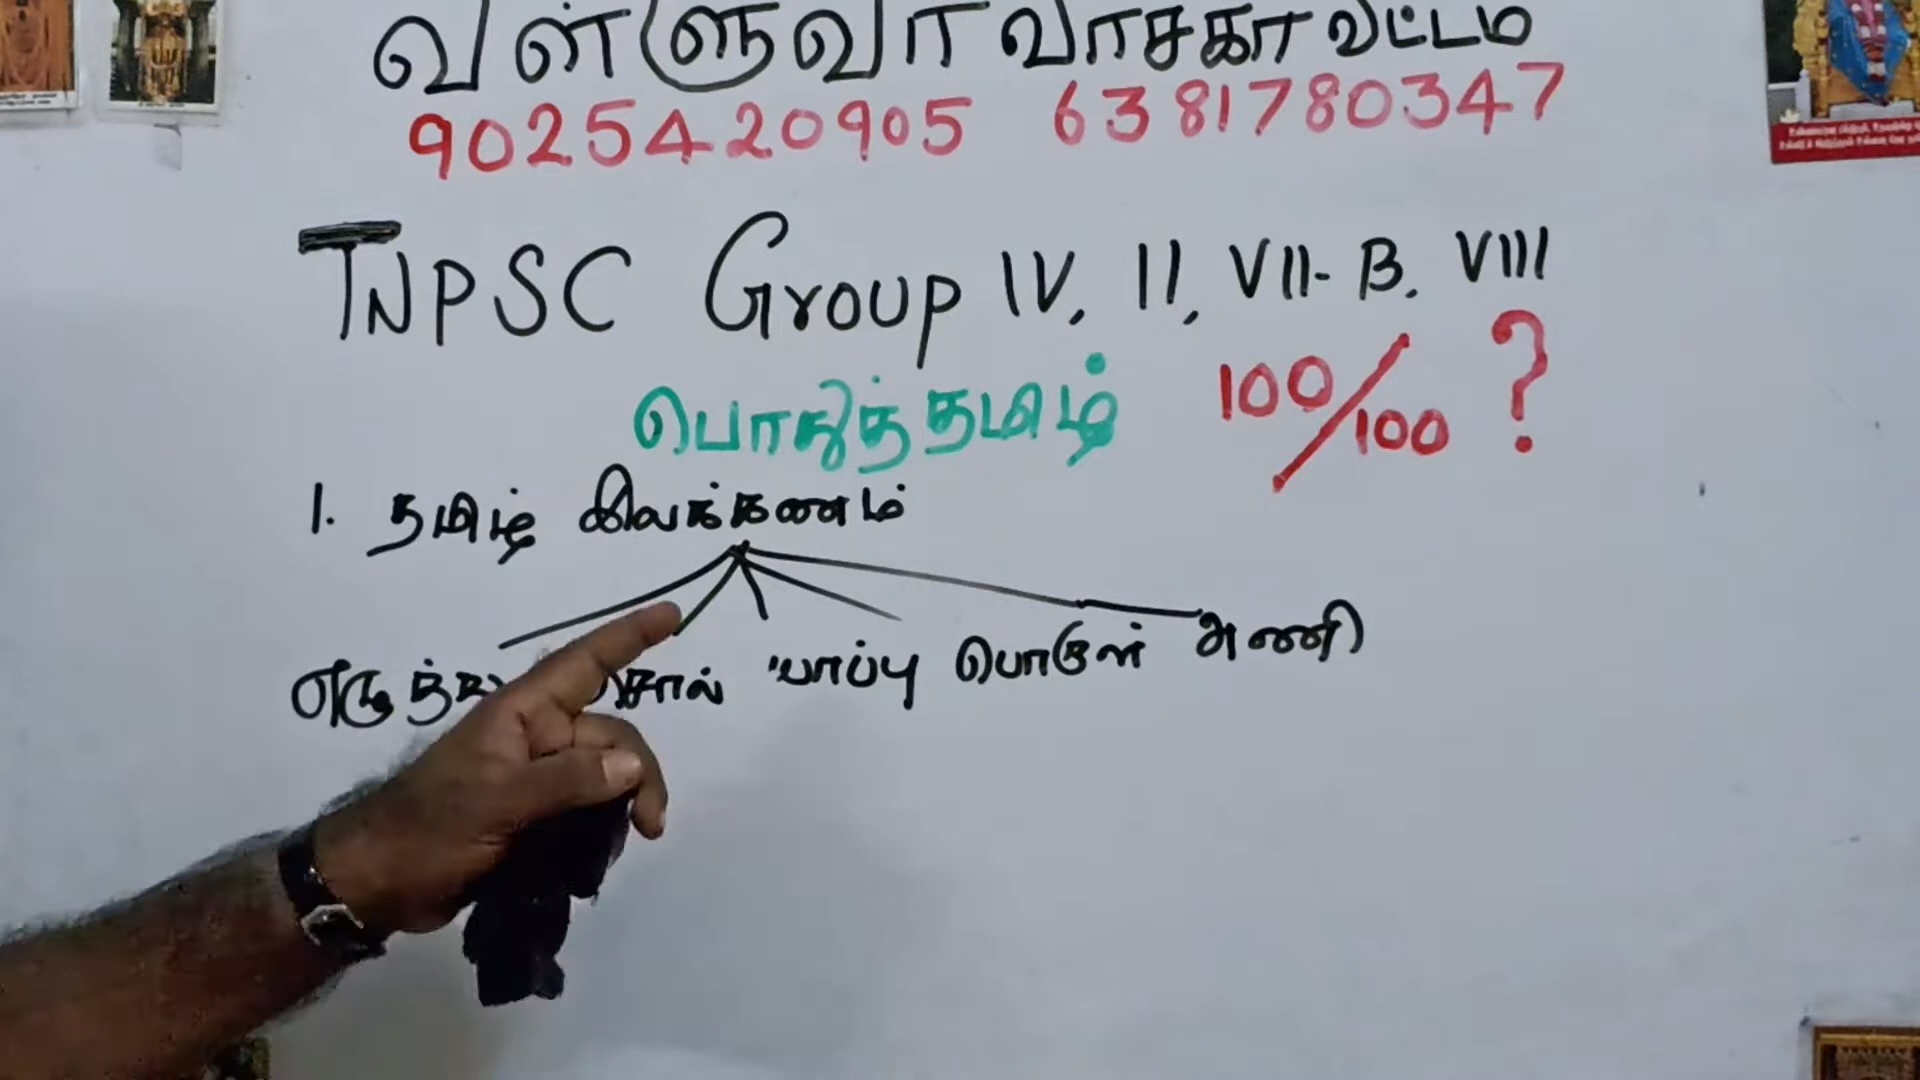 வள்ளுவர் வாசகர் வட்டம்
9025420905 6381780347
TNPSC Group IV, II, VII-B, VIII
பொதுத்தமிழ் 100/100 ?
1. தமிழ் இலக்கணம்
எழுத்து சொல் யாப்பு பொருள் அணி